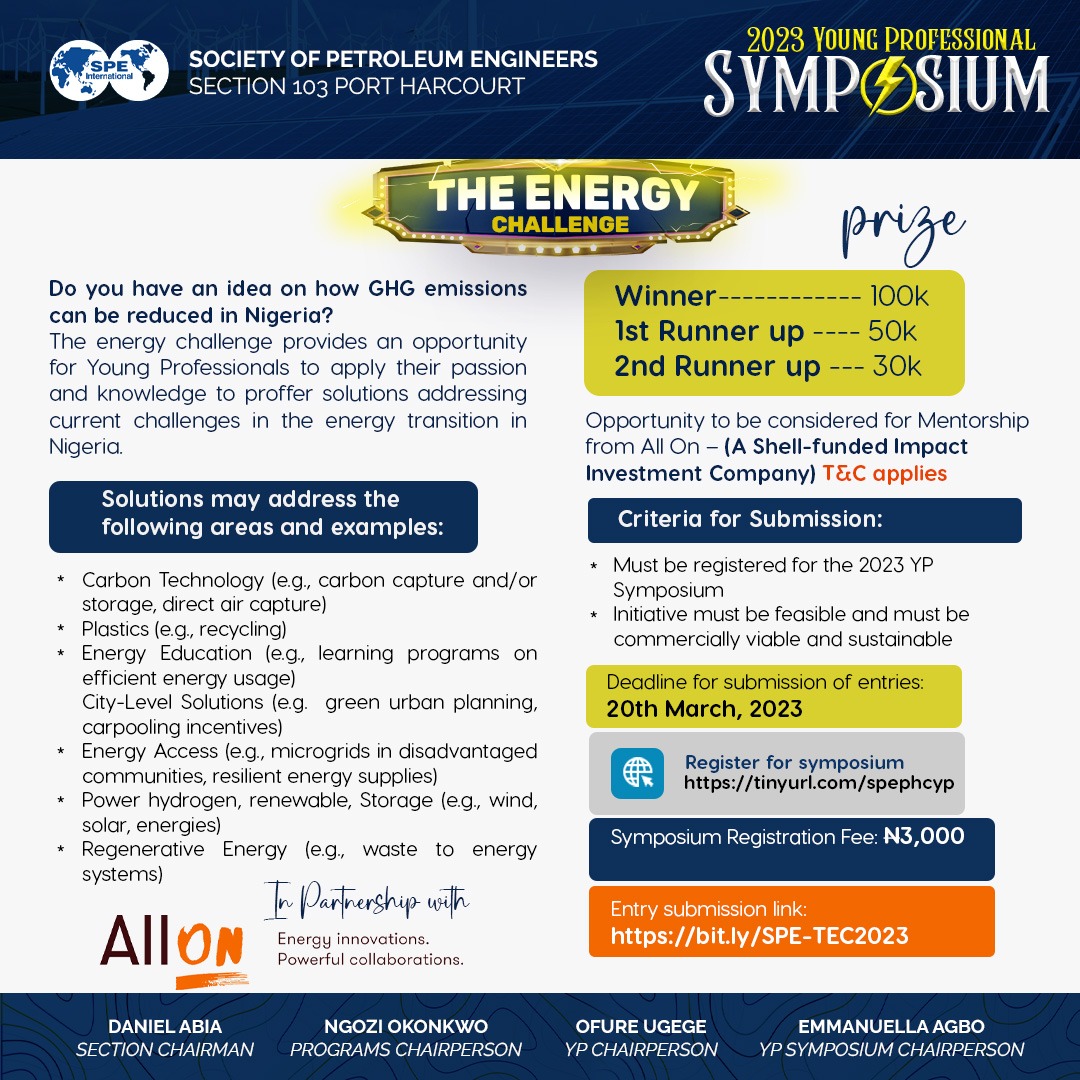 SPE
International
SOCIETY OF PETROLEUM ENGINEERS
SECTION 103 PORT HARCOURT
2023 YOUNG PROFESSIONAL
SYMPOSIUM
THE ENERGY
CHALLENGE
Do you have an idea on how GHG emissions
can be reduced in Nigeria?
The energy challenge provides an opportunity
for Young Professionals to apply their passion
and knowledge to proffer solutions addressing
current challenges in the energy transition in
Nigeria.
Solutions may address the
following areas and examples:
* Carbon Technology (e.g., carbon capture and/or
storage, direct air capture)
* Plastics (e.g., recycling)
* Energy Education (e.g., learning programs on
efficient energy usage)
City-Level Solutions (e.g. green urban planning,
carpooling incentives)
* Energy Access (e.g., microgrids in disadvantaged
communities, resilient energy supplies)
* Power hydrogen, renewable, Storage (e.g., wind,
solar, energies)
* Regenerative Energy (e.g., waste to energy
systems)
In Partnership with
All ON
Energy innovations.
Powerful collaborations.
prize
Winner------------ 100k
1st Runner up ---- 50k
2nd Runner up --- 30k
Opportunity to be considered for Mentorship
from All On – (A Shell-funded Impact
Investment Company) T&C applies
Criteria for Submission:
* Must be registered for the 2023 YP
Symposium
* Initiative must be feasible and must be
commercially viable and sustainable
Deadline for submission of entries:
20th March, 2023
Register for symposium
https://tinyurl.com/spephcyp
Symposium Registration Fee: ₦3,000
Entry submission link:
https://bit.ly/SPE-TEC2023
DANIEL ABIA
SECTION CHAIRMAN
NGOZI OKONKWO
PROGRAMS CHAIRPERSON
OFURE UGEGE
YP CHAIRPERSON
EMMANUELLA AGBO
YP SYMPOSIUM CHAIRPERSON